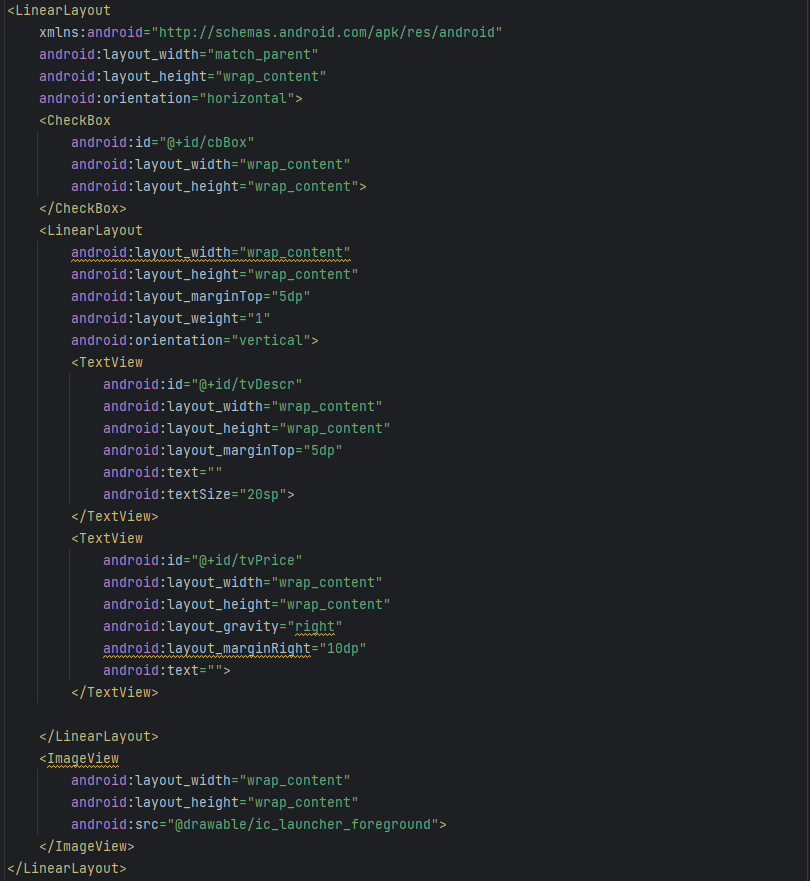 <LinearLayout
    xmlns:android="http://schemas.android.com/apk/res/android"
    android:layout_width="match_parent"
    android:layout_height="wrap_content"
    android:orientation="horizontal">
    <CheckBox
        android:id="@+id/cbBox"
        android:layout_width="wrap_content"
        android:layout_height="wrap_content">
    </CheckBox>
    <LinearLayout
        android:layout_width="wrap_content"
        android:layout_height="wrap_content"
        android:layout_marginTop="5dp"
        android:layout_weight="1"
        android:orientation="vertical">
        <TextView
            android:id="@+id/tvDescr"
            android:layout_width="wrap_content"
            android:layout_height="wrap_content"
            android:layout_marginTop="5dp"
            android:text=""
            android:textSize="20sp">
        </TextView>
        <TextView
            android:id="@+id/tvPrice"
            android:layout_width="wrap_content"
            android:layout_height="wrap_content"
            android:layout_gravity="right"
            android:layout_marginRight="10dp"
            android:text="">
        </TextView>

    </LinearLayout>
    <ImageView
        android:layout_width="wrap_content"
        android:layout_height="wrap_content"
        android:src="@drawable/ic_launcher_foreground">
    </ImageView>
</LinearLayout>